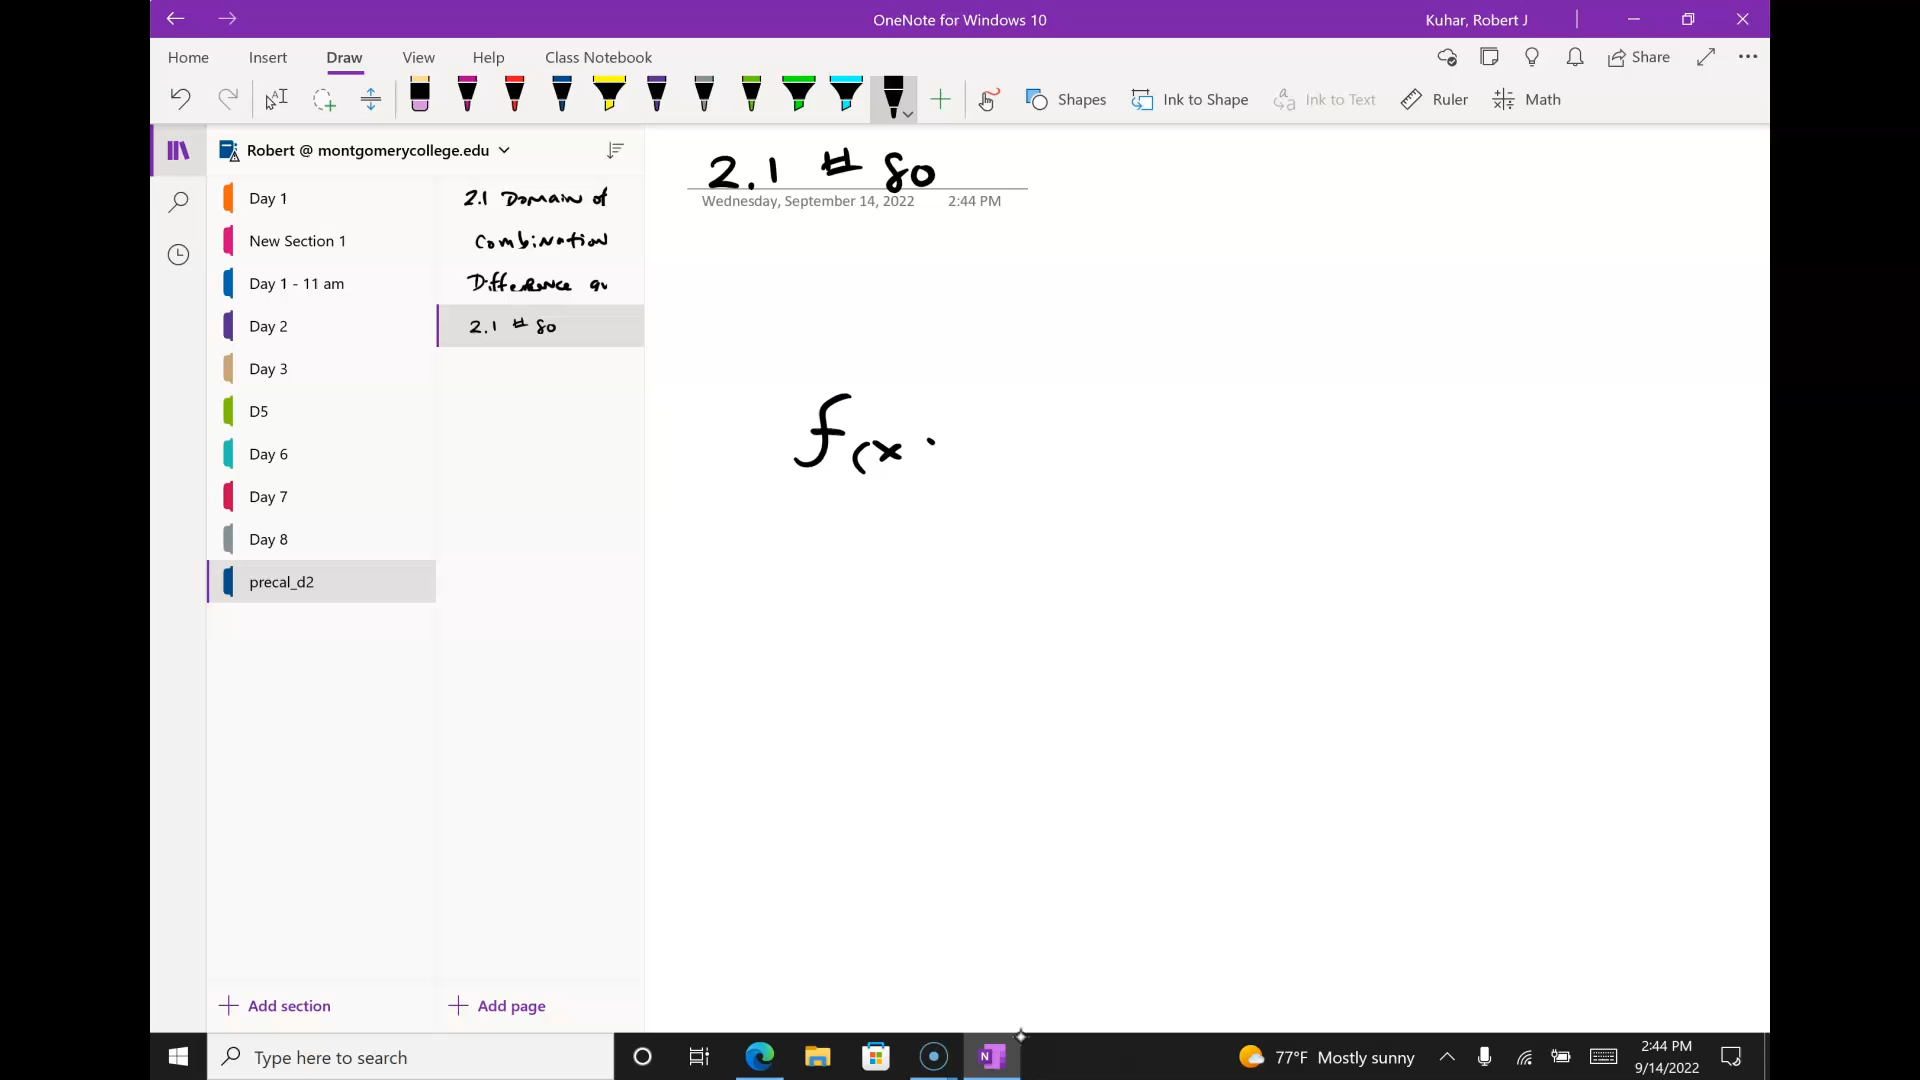 OneNote for Windows 10
Kuhar, Robert J
Home Insert Draw View Help Class Notebook
Share
Shapes Ink to Shape Ink to Text Ruler Math
Robert @ montgomerycollege.edu
Day 1
New Section 1
Day 1 - 11 am
Day 2
Day 3
D5
Day 6
Day 7
Day 8
precal_d2
Add section
2.1 Domain of
Combination
Difference qu
2.1 # 80
Add page
2.1 # 80
Wednesday, September 14, 2022 2:44 PM
f(x
Type here to search
77°F Mostly sunny
2:44 PM
9/14/2022